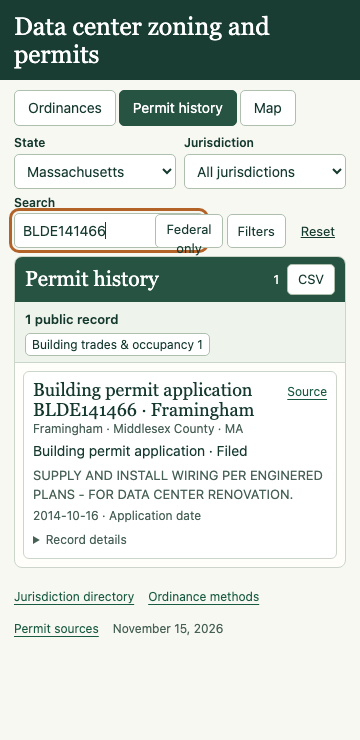 Data center zoning and
permits
Ordinances Permit history Map
State Jurisdiction
Massachusetts All jurisdictions
Search
BLDE141466 Federal only Filters Reset
Permit history 1 CSV
1 public record
Building trades & occupancy 1
Building permit application Source
BLDE141466 · Framingham
Framingham · Middlesex County · MA
Building permit application · Filed
SUPPLY AND INSTALL WIRING PER ENGINERED
PLANS - FOR DATA CENTER RENOVATION.
2014-10-16 · Application date
Record details
Jurisdiction directory Ordinance methods
Permit sources November 15, 2026